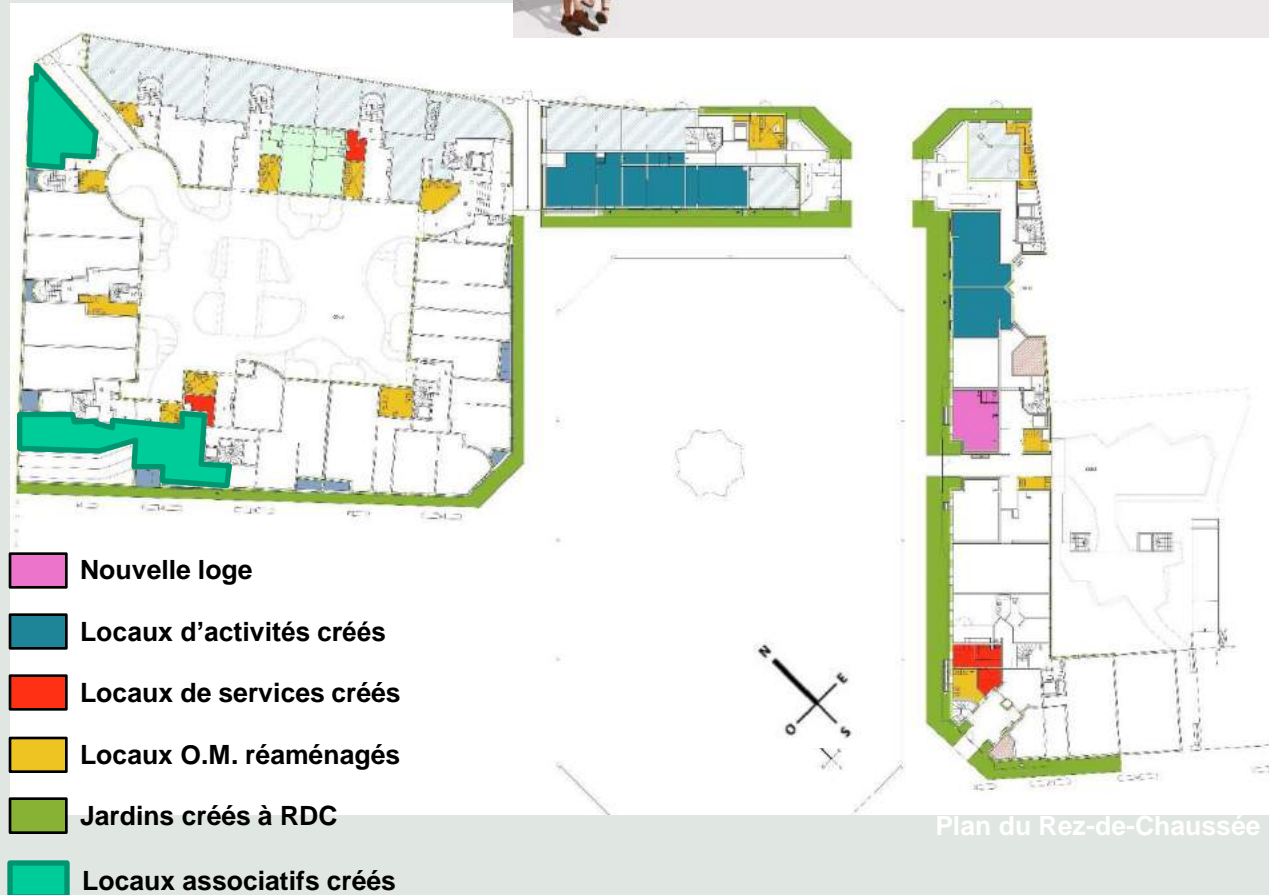 N
E
O
S
Nouvelle loge
Locaux d'activités créés
Locaux de services créés
Locaux O.M. réaménagés
Jardins créés à RDC
Plan du Rez-de-Chaussée
Locaux associatifs créés